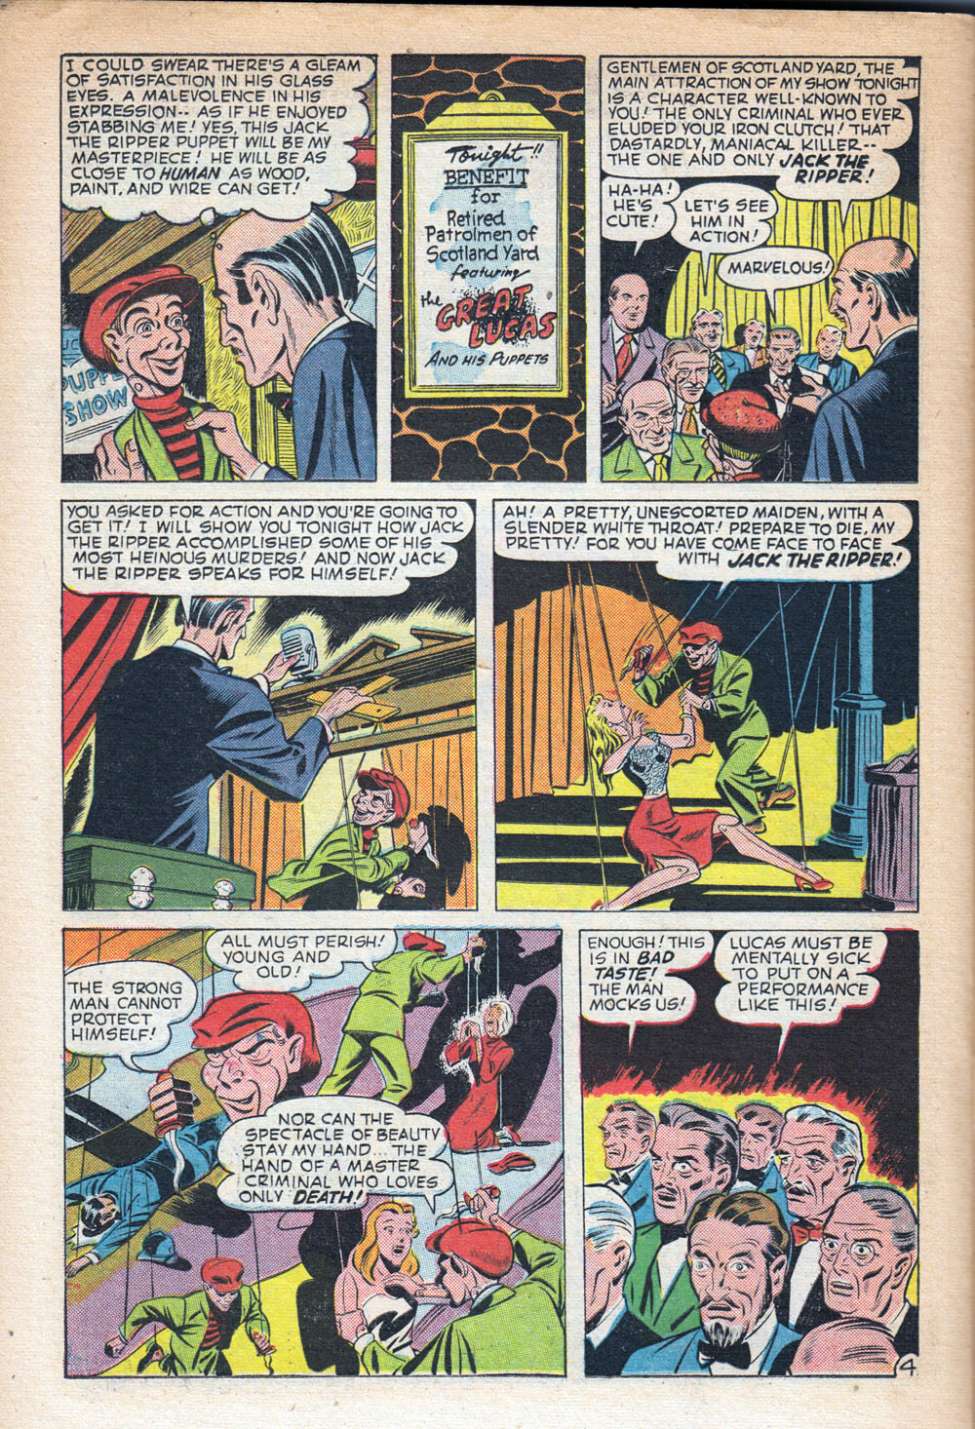 I COULD SWEAR THERE'S A GLEAM
OF SATISFACTION IN HIS GLASS
EYES. A MALEVOLENCE IN HIS
EXPRESSION-- AS IF HE ENJOYED
STABBING ME! YES, THIS JACK
THE RIPPER PUPPET WILL BE MY
MASTERPIECE! HE WILL BE AS
CLOSE TO HUMAN AS WOOD,
PAINT, AND WIRE CAN GET!
SHOW
Tonight!!
BENEFIT
for
Retired
Patrolmen of
Scotland Yard
featuring
the
GREAT
LUCAS
AND HIS PUPPETS
GENTLEMEN OF SCOTLAND YARD, THE
MAIN ATTRACTION OF MY SHOW TONIGHT
IS A CHARACTER WELL-KNOWN TO
YOU! THE ONLY CRIMINAL WHO EVER
ELUDED YOUR IRON CLUTCH! THAT
DASTARDLY, MANIACAL KILLER--
THE ONE AND ONLY JACK THE
RIPPER!
HA-HA!
HE'S
CUTE!
LET'S SEE
HIM IN
ACTION!
MARVELOUS!
YOU ASKED FOR ACTION AND YOU'RE GOING TO
GET IT! I WILL SHOW YOU TONIGHT HOW JACK
THE RIPPER ACCOMPLISHED SOME OF HIS
MOST HEINOUS MURDERS! AND NOW JACK
THE RIPPER SPEAKS FOR HIMSELF!
AH! A PRETTY, UNESCORTED MAIDEN, WITH A
SLENDER WHITE THROAT! PREPARE TO DIE, MY
PRETTY! FOR YOU HAVE COME FACE TO FACE
WITH JACK THE RIPPER!
THE STRONG
MAN CANNOT
PROTECT
HIMSELF!
ALL MUST PERISH!
YOUNG AND
OLD!
NOR CAN THE
SPECTACLE OF BEAUTY
STAY MY HAND... THE
HAND OF A MASTER
CRIMINAL WHO LOVES
ONLY DEATH!
ENOUGH! THIS
IS IN BAD
TASTE!
THE MAN
MOCKS US!
LUCAS MUST BE
MENTALLY SICK
TO PUT ON A
PERFORMANCE
LIKE THIS!
4